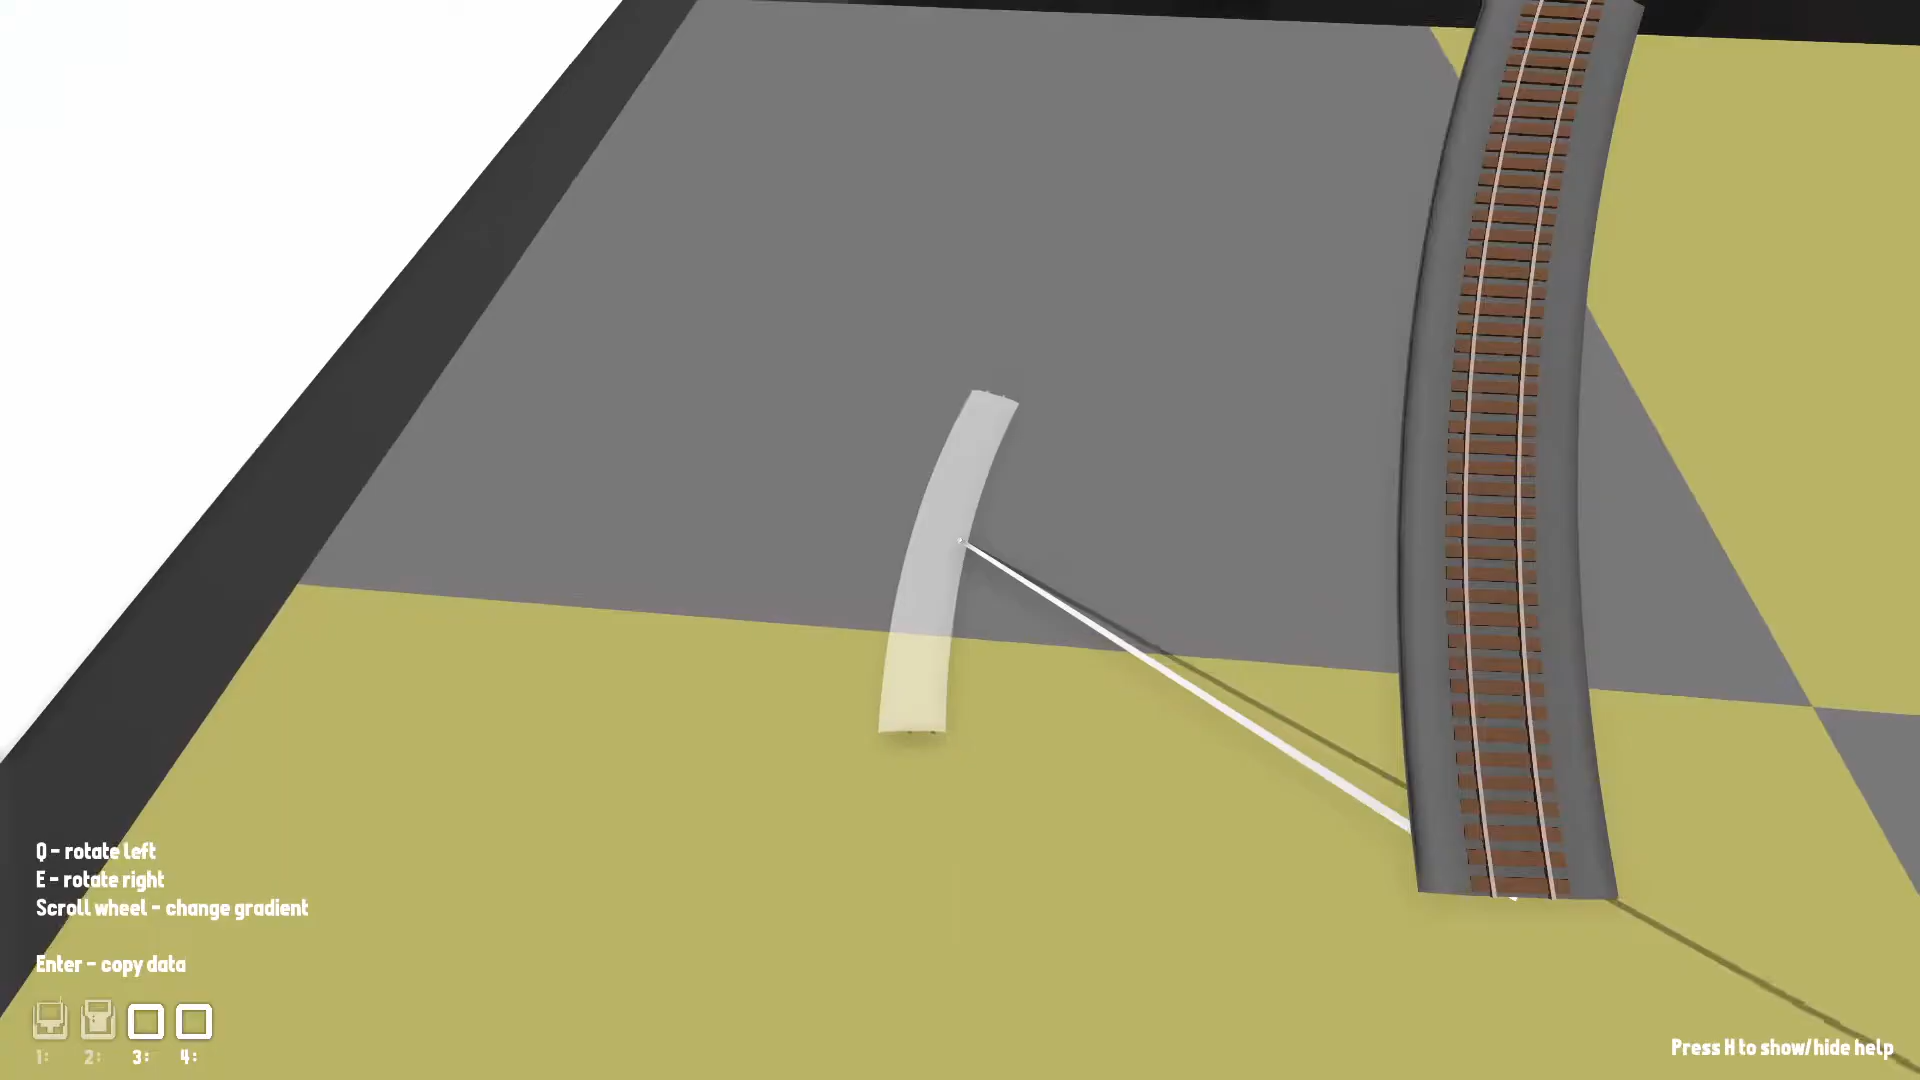 Q - rotate left
E - rotate right
Scroll wheel - change gradient
Enter - copy data
1: 2: 3: 4:
Press H to show/hide help